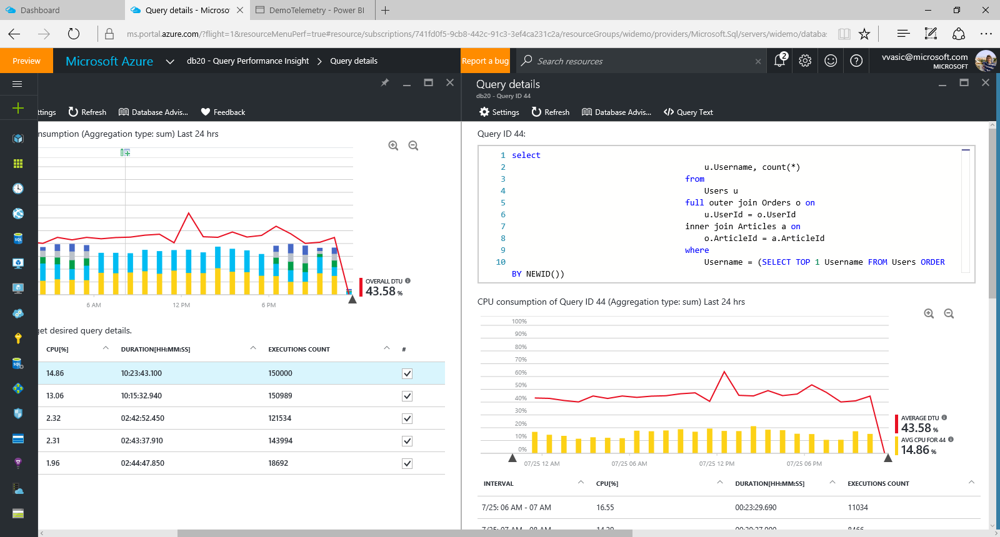 Dashboard
Query details - Microso
DemoTelemetry - Power BI
ms.portal.azure.com/?flight=1&resourceMenuPerf=true#resource/subscriptions/741fd0f5-9cb8-442c-91c3-3ef4ca231c2a/resourceGroups/widemo/providers/Microsoft.Sql/servers/widemo/databa
Preview
Microsoft Azure
db20 - Query Performance Insight
Query details
Report a bug
Search resources
2
vvasic@microsoft.com
MICROSOFT
ttings
Refresh
Database Advis...
Feedback
nsumption (Aggregation type: sum) Last 24 hrs
OVERALL DTU
43.58 %
6 AM
12 PM
6 PM
get desired query details.
CPU[%] DURATION[HH:MM:SS] EXECUTIONS COUNT #
14.86 10:23:43.100 150000
13.06 10:15:32.940 150989
2.32 02:42:52.450 121534
2.31 02:43:37.910 143994
1.96 02:44:47.850 18692
Query details
db20 - Query ID 44
Settings
Refresh
Database Advis...
Query Text
Query ID 44:
1 select
2 u.Username, count(*)
3 from
4 Users u
5 full outer join Orders o on
6 u.UserId = o.UserId
7 inner join Articles a on
8 o.ArticleId = a.ArticleId
9 where
10 Username = (SELECT TOP 1 Username FROM Users ORDER
BY NEWID())
CPU consumption of Query ID 44 (Aggregation type: sum) Last 24 hrs
100%
90%
80%
70%
60%
50%
40%
30%
20%
10%
0%
07/25 12 AM
07/25 06 AM
07/25 12 PM
07/25 06 PM
AVERAGE DTU
43.58 %
AVG CPU FOR 44
14.86 %
INTERVAL CPU[%] DURATION[HH:MM:SS] EXECUTIONS COUNT
7/25: 06 AM - 07 AM 16.55 00:23:29.690 11034
7/25: 07 AM - 08 AM 14.29